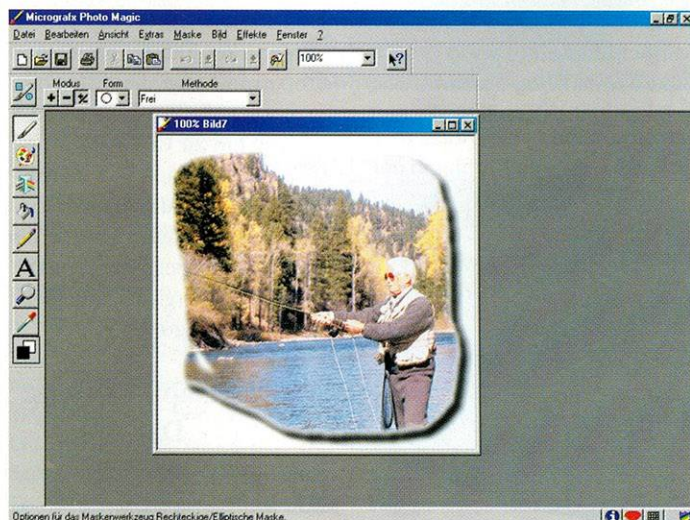 Micrografx Photo Magic
Datei Bearbeiten Ansicht Extras Maske Bild Effekte Fenster ?
100%
Modus Form Methode
Frei
100% Bild7
A
Optionen für das Maskenwerkzeug Rechteckige/Elliptische Maske.